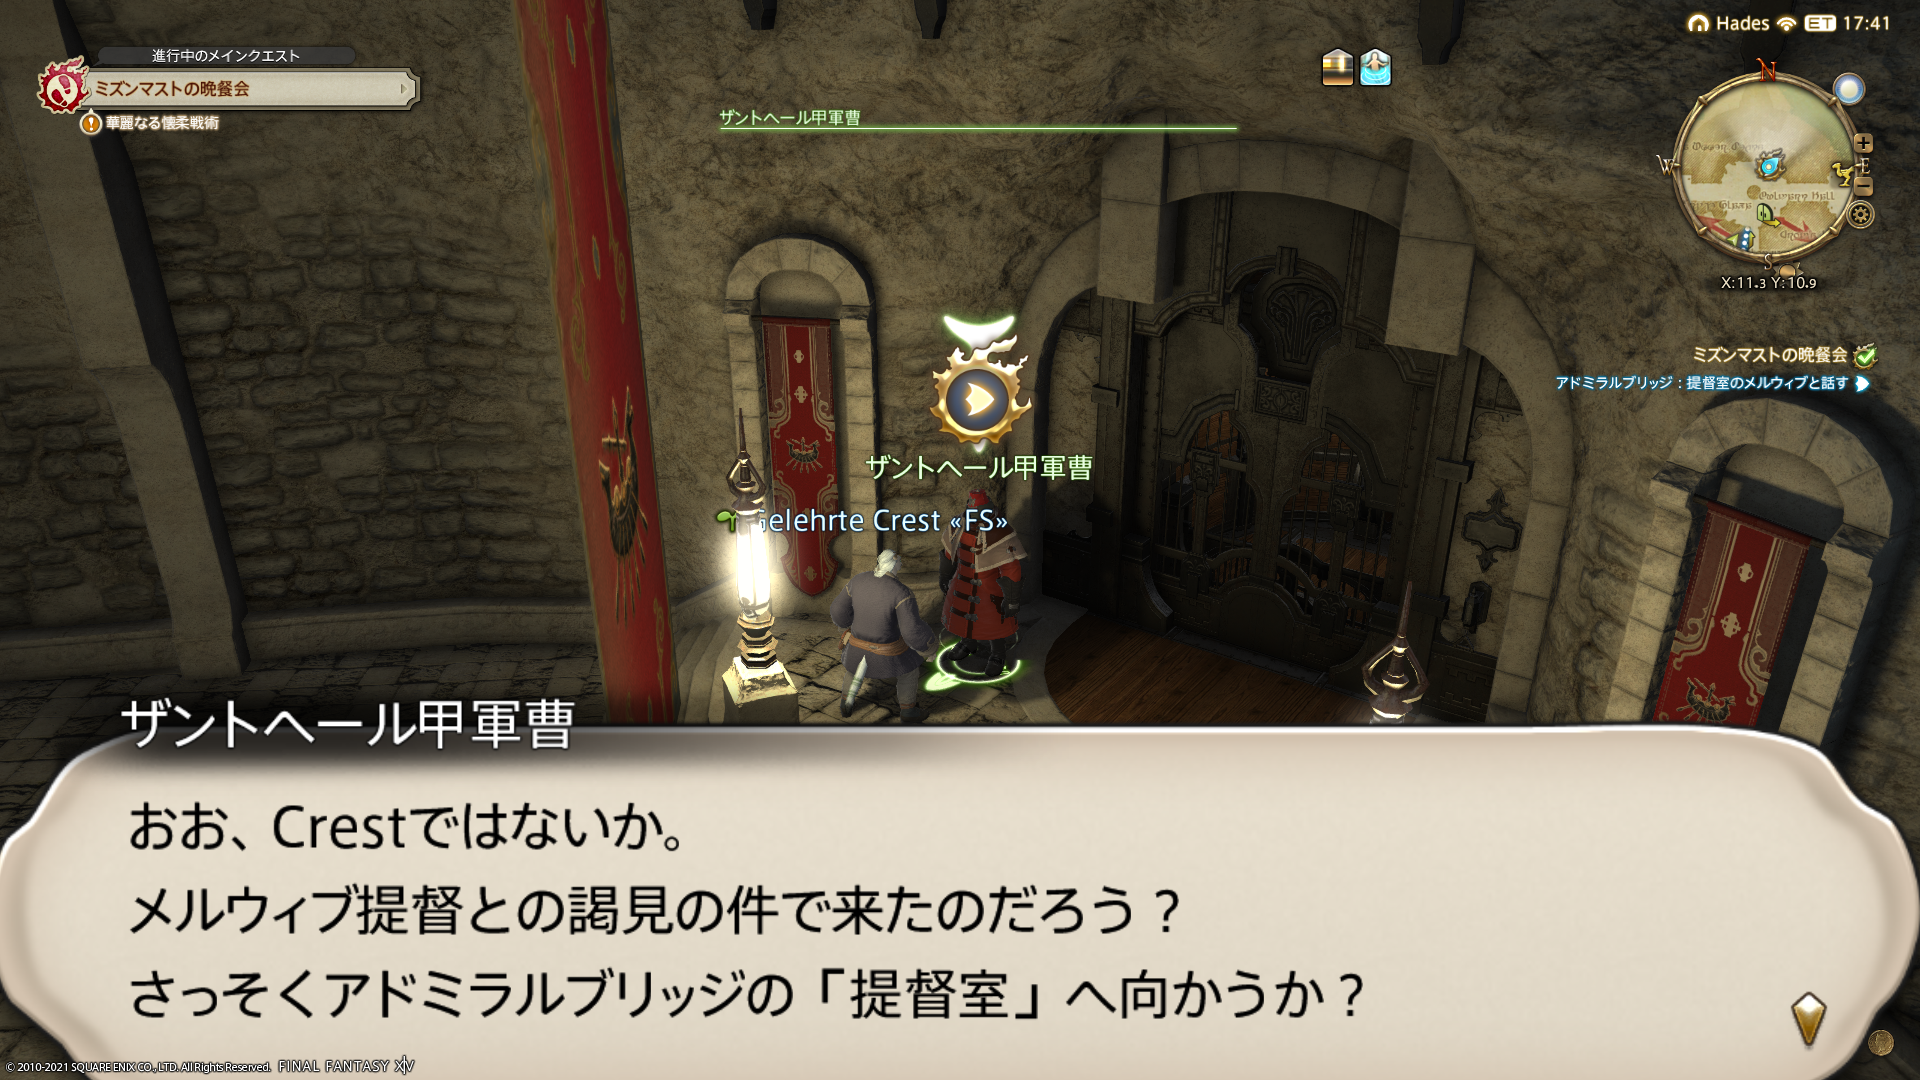 進行中のメインクエスト
ミズンマストの晩餐会
華麗なる懐柔戦術
ザントヘール甲軍曹
Hades ET 17:41
N
W
E
S
X:11.3 Y:10.9
ミズンマストの晩餐会
アドミラルブリッジ:提督室のメルウィブと話す
ザントヘール甲軍曹
elehrte Crest «FS»
ザントヘール甲軍曹
おお、Crestではないか。
メルウィブ提督との謁見の件で来たのだろう?
さっそくアドミラルブリッジの「提督室」へ向かうか?
© 2010-2021 SQUARE ENIX CO., LTD. All Rights Reserved. FINAL FANTASY XIV